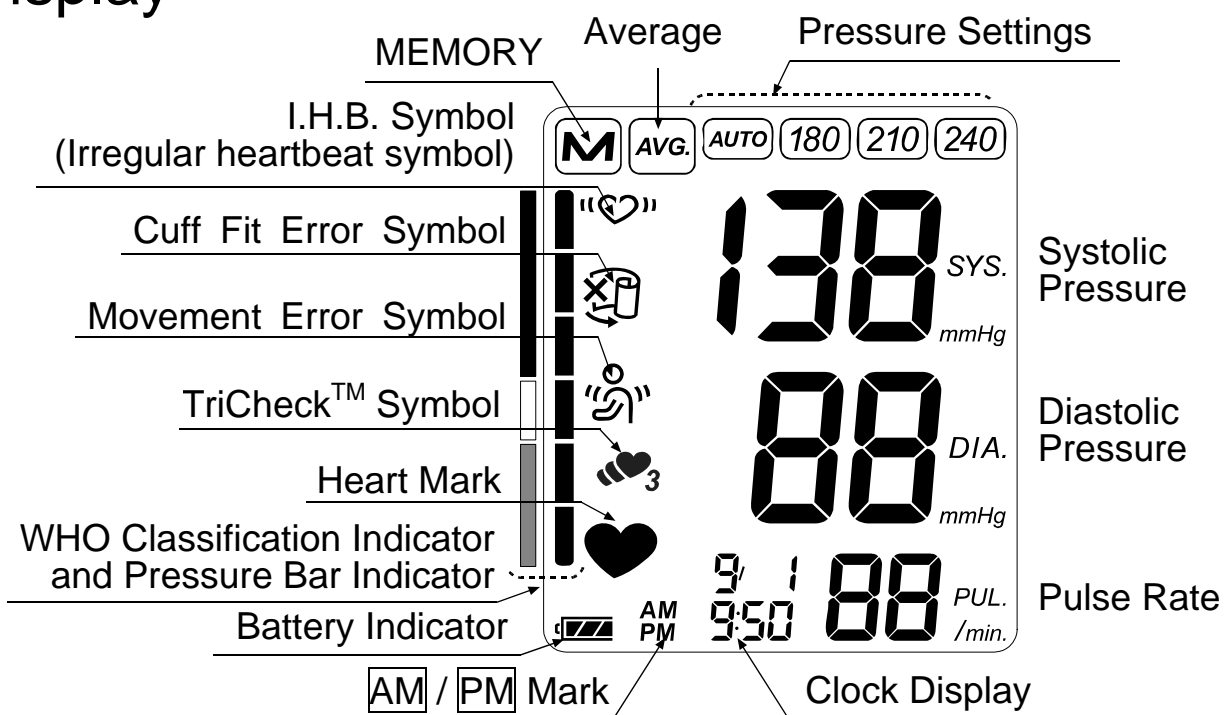 MEMORY
Average
Pressure Settings
I.H.B. Symbol
(Irregular heartbeat symbol)
M
AVG.
AUTO 180 210 240
Cuff Fit Error Symbol
138
SYS.
mmHg
Systolic
Pressure
Movement Error Symbol
TriCheck™ Symbol
3
88
DIA.
mmHg
Diastolic
Pressure
Heart Mark
WHO Classification Indicator
and Pressure Bar Indicator
9/ 1
88
PUL.
/min.
Pulse Rate
Battery Indicator
AM
PM
9:50
AM / PM Mark
Clock Display